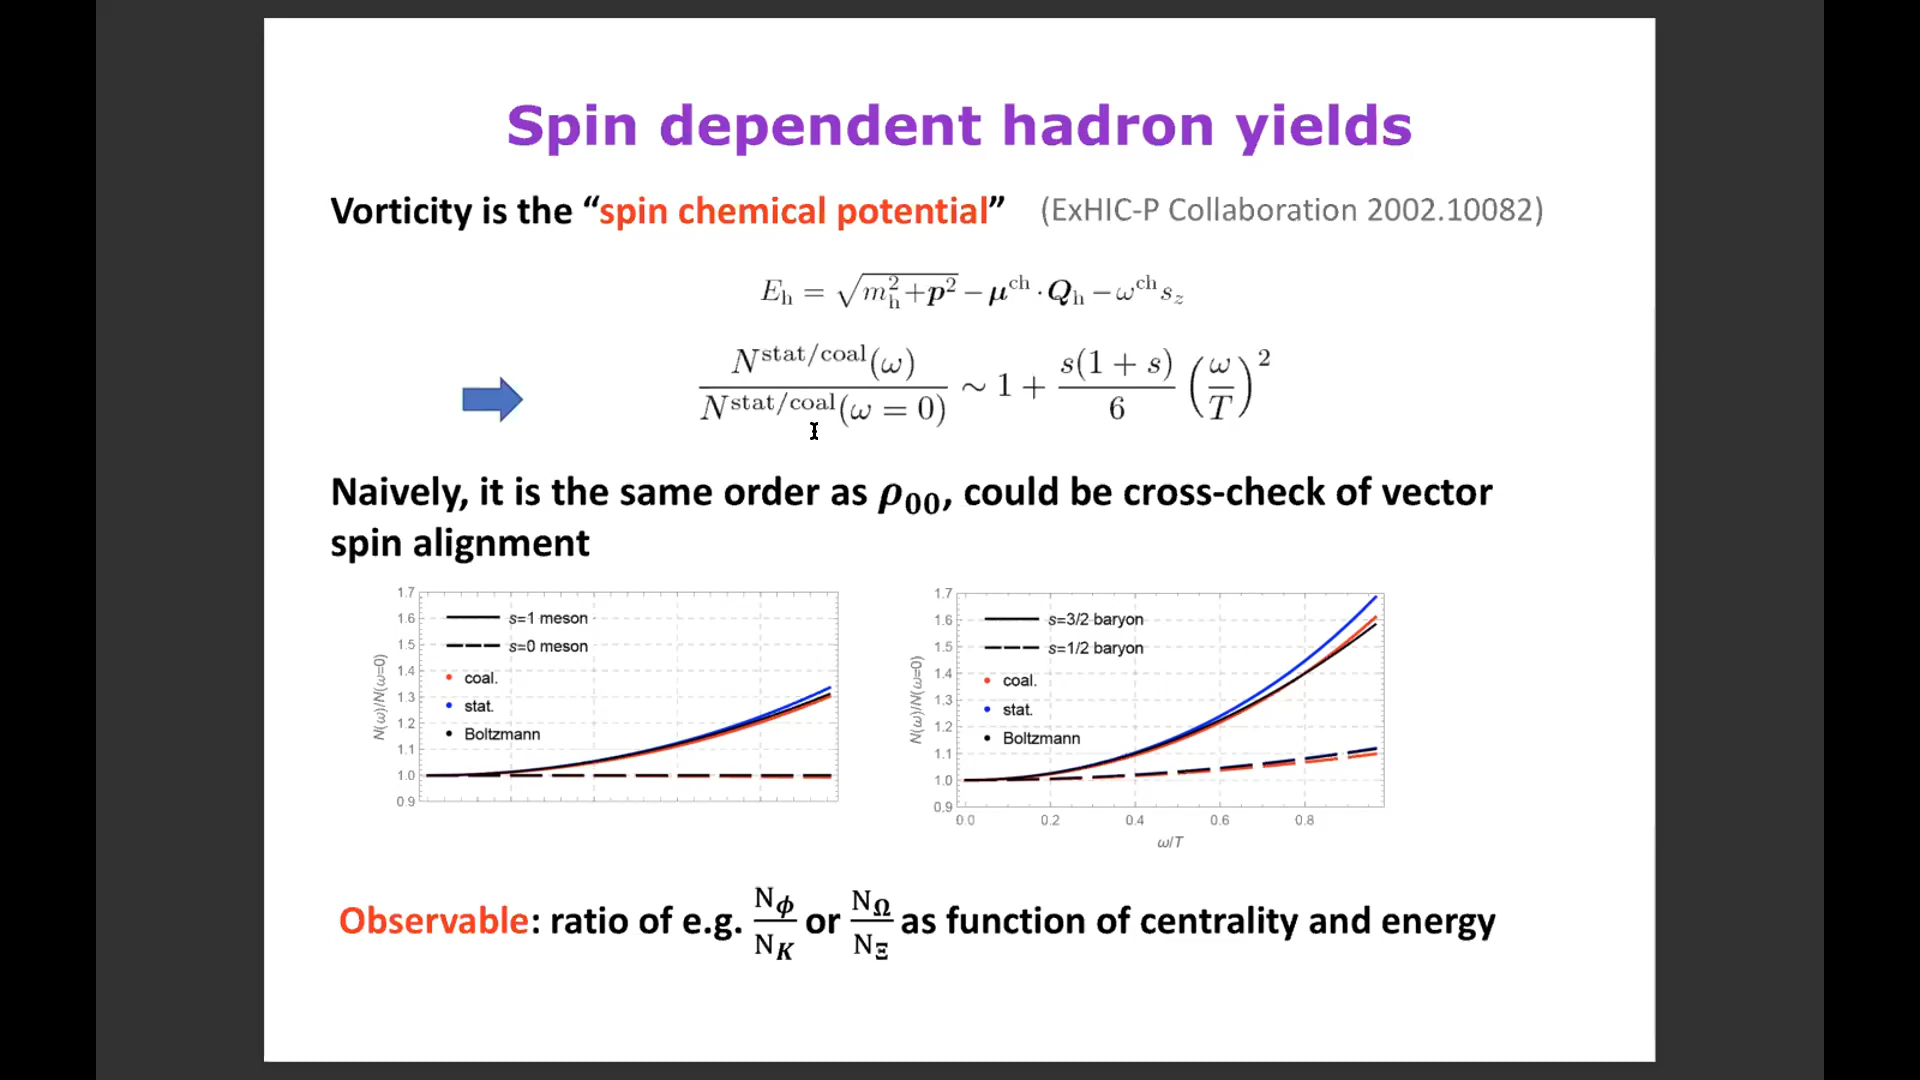 Spin dependent hadron yields
Vorticity is the “spin chemical potential” (ExHIC-P Collaboration 2002.10082)
E_h = √(m_h^2+p^2) − μ^ch · Q_h − ω^ch s_z
N^stat/coal(ω) / N^stat/coal(ω = 0) ∼ 1 + s(1 + s)/6 (ω/T)^2
Naively, it is the same order as ρ₀₀, could be cross-check of vector
spin alignment
N(ω)/N(ω=0)
1.7
1.6
1.5
1.4
1.3
1.2
1.1
1.0
0.9
s=1 meson
s=0 meson
coal.
stat.
Boltzmann
N(ω)/N(ω=0)
1.7
1.6
1.5
1.4
1.3
1.2
1.1
1.0
0.9
s=3/2 baryon
s=1/2 baryon
coal.
stat.
Boltzmann
0.0 0.2 0.4 0.6 0.8
ω/T
Observable: ratio of e.g. N_ϕ/N_K or N_Ω/N_Ξ as function of centrality and energy